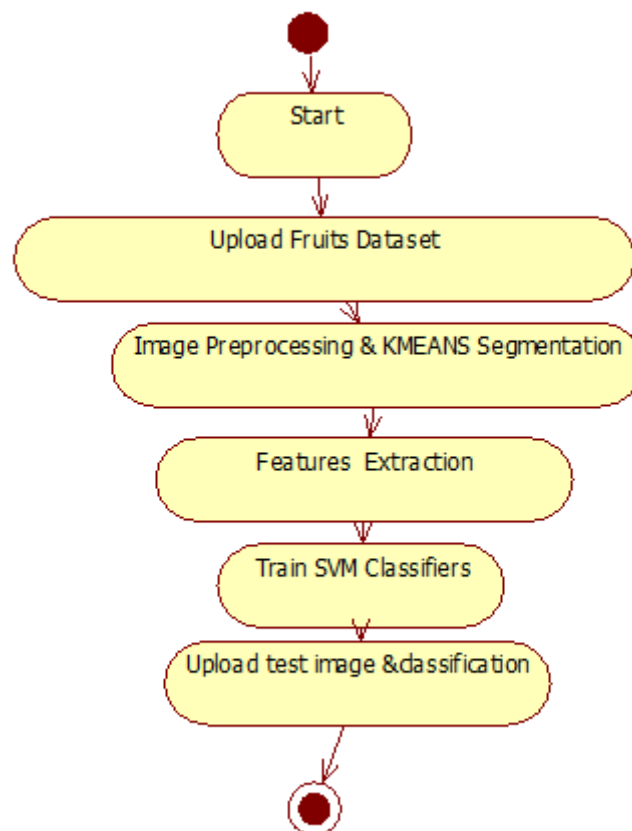 Start
Upload Fruits Dataset
Image Preprocessing & KMEANS Segmentation
Features  Extraction
Train SVM Classifiers
Upload test image &classification